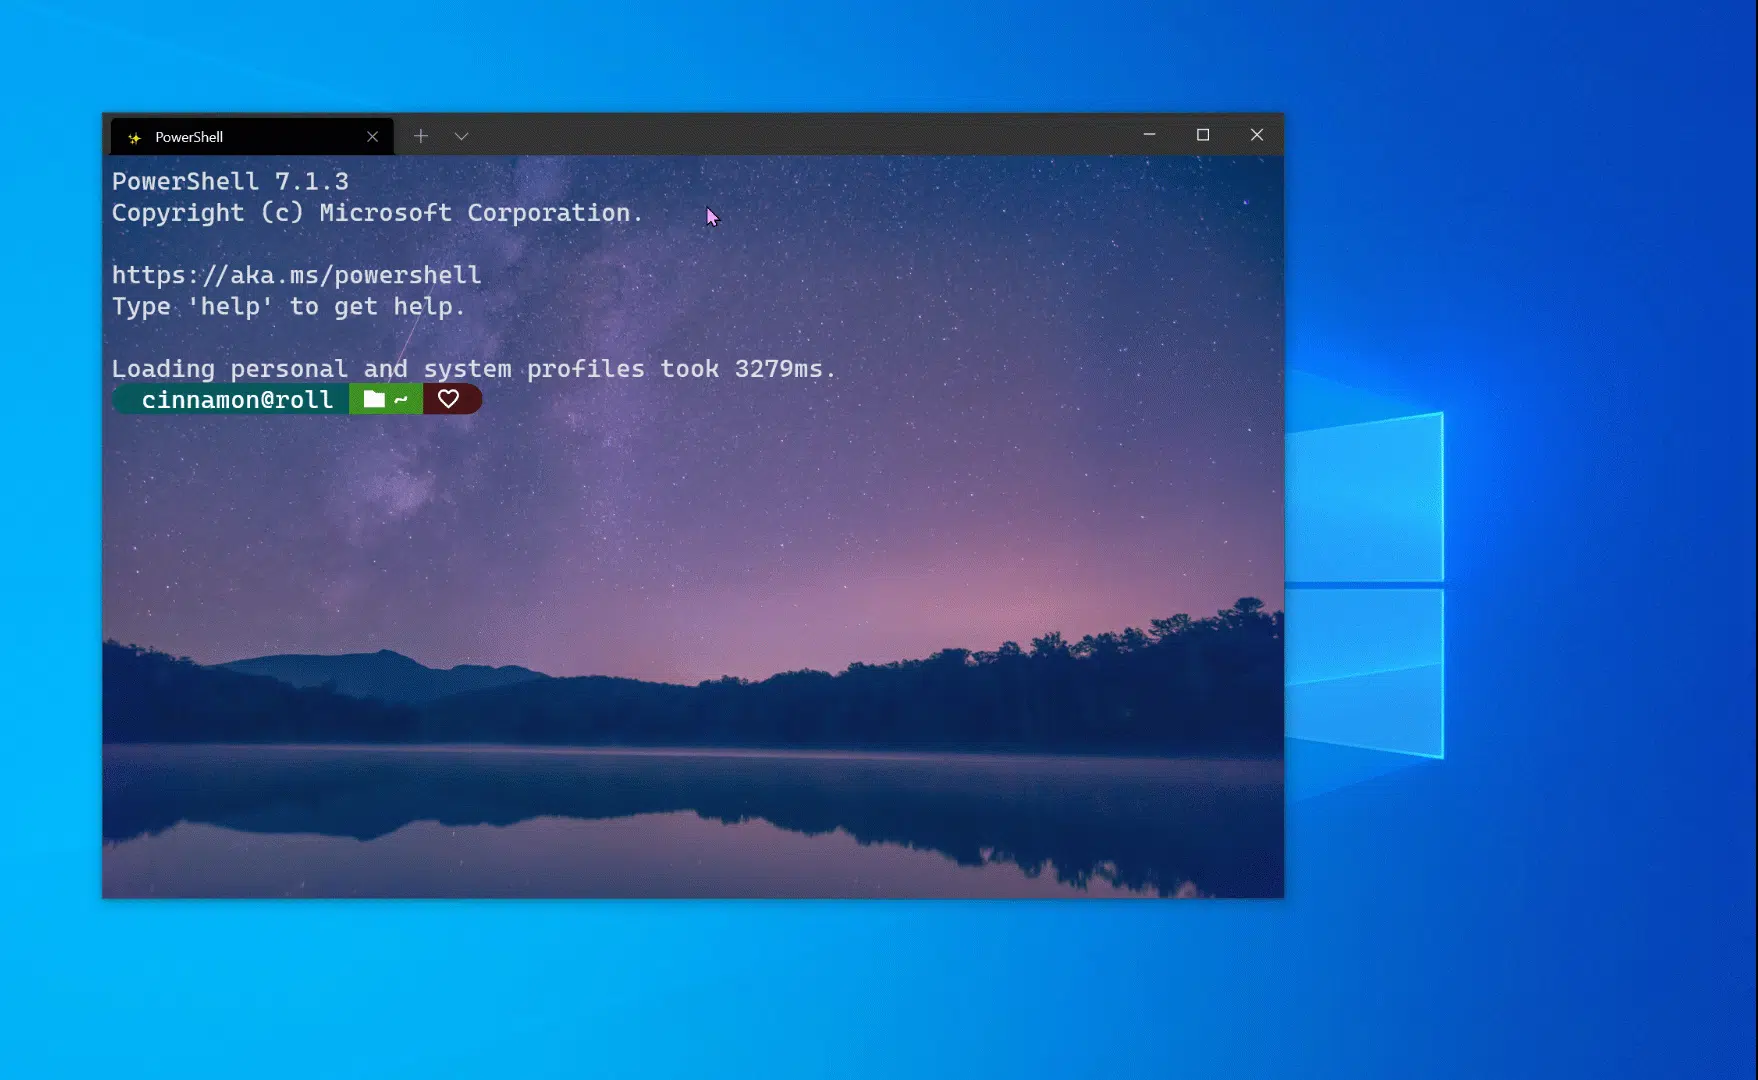 PowerShell
PowerShell 7.1.3
Copyright (c) Microsoft Corporation.
https://aka.ms/powershell
Type 'help' to get help.
Loading personal and system profiles took 3279ms.
cinnamon@roll ~